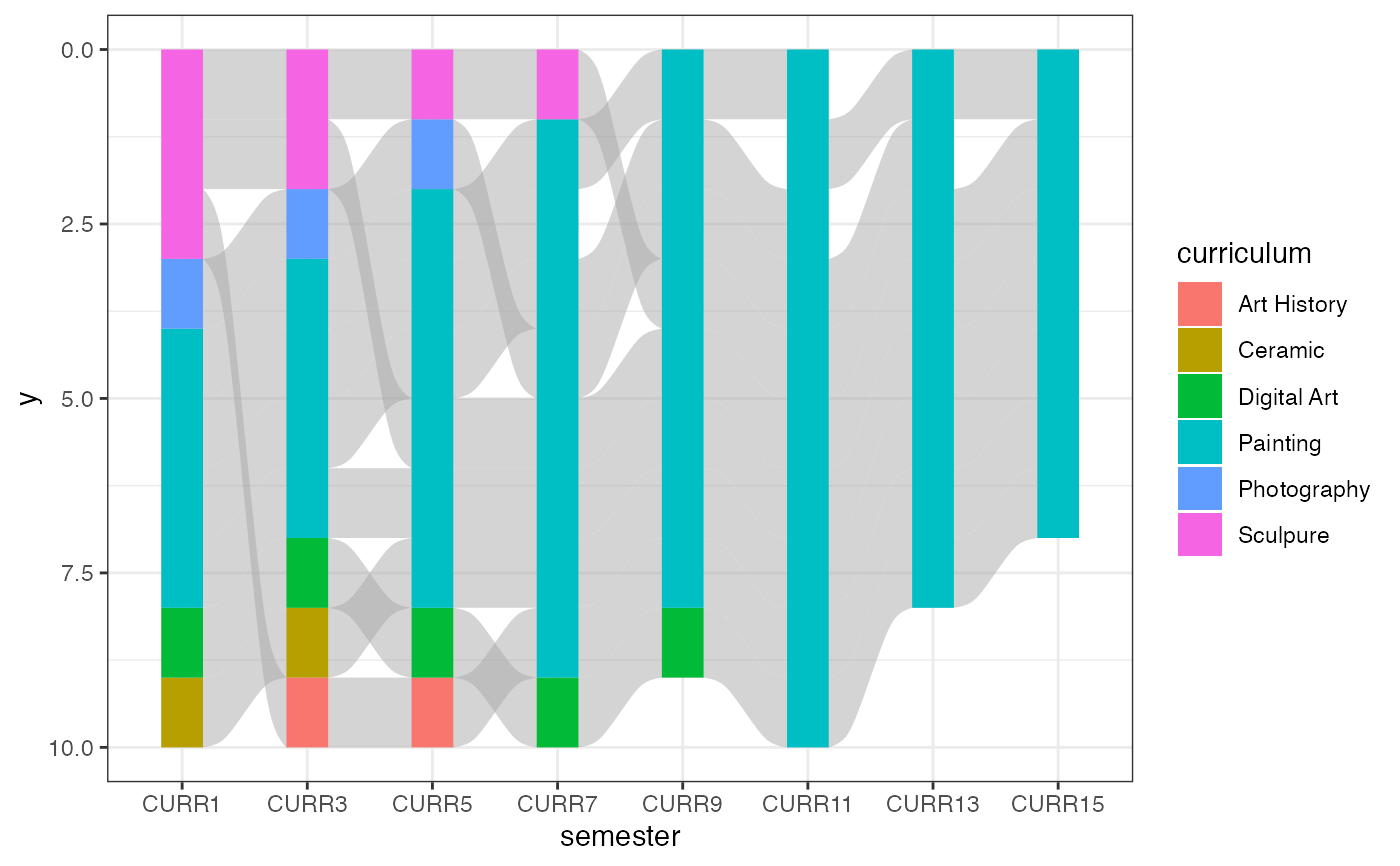 0.0
2.5
5.0
7.5
10.0
y
CURR1 CURR3 CURR5 CURR7 CURR9 CURR11 CURR13 CURR15
semester
curriculum
Art History
Ceramic
Digital Art
Painting
Photography
Sculpure